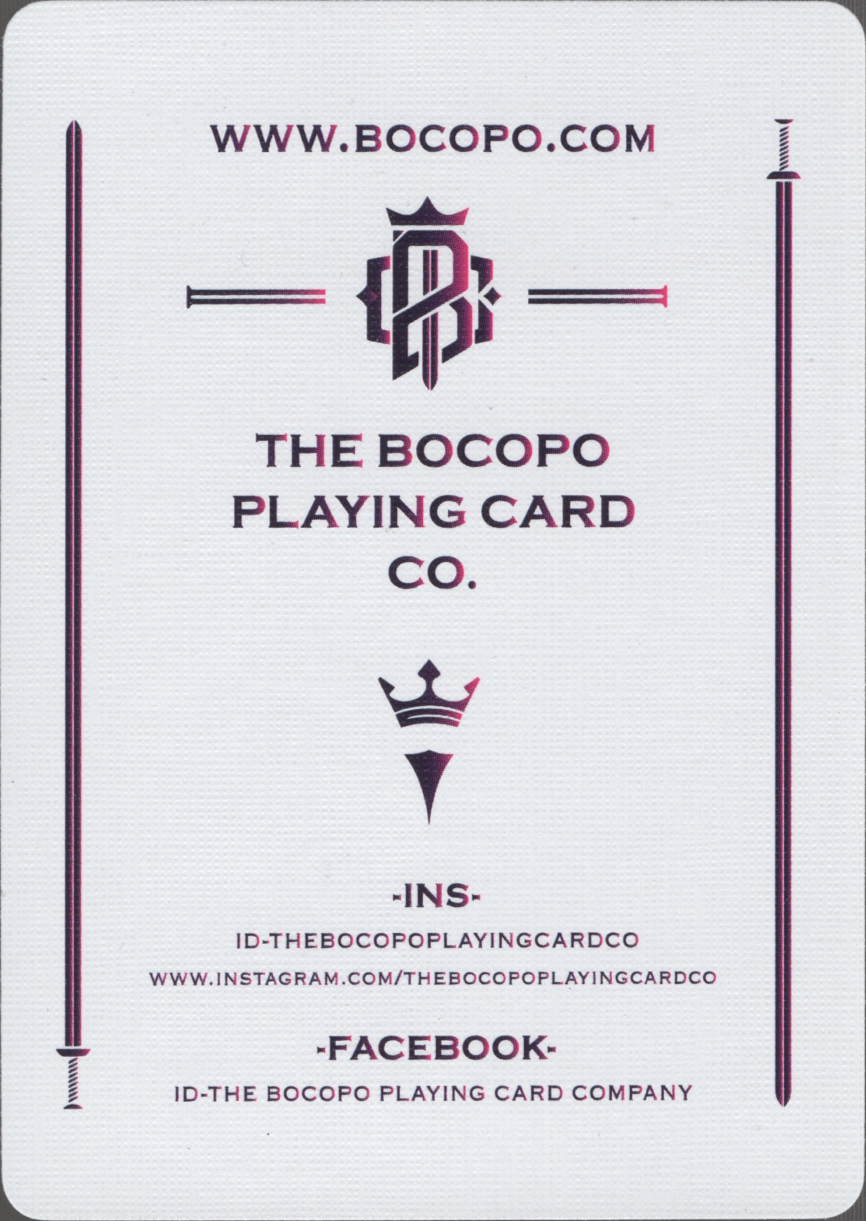 WWW.BOCOPO.COM
THE BOCOPO
PLAYING CARD
CO.
-INS-
ID-THEBOCOPOPLAYINGCARDCO
WWW.INSTAGRAM.COM/THEBOCOPOPLAYINGCARDCO
-FACEBOOK-
ID-THE BOCOPO PLAYING CARD COMPANY